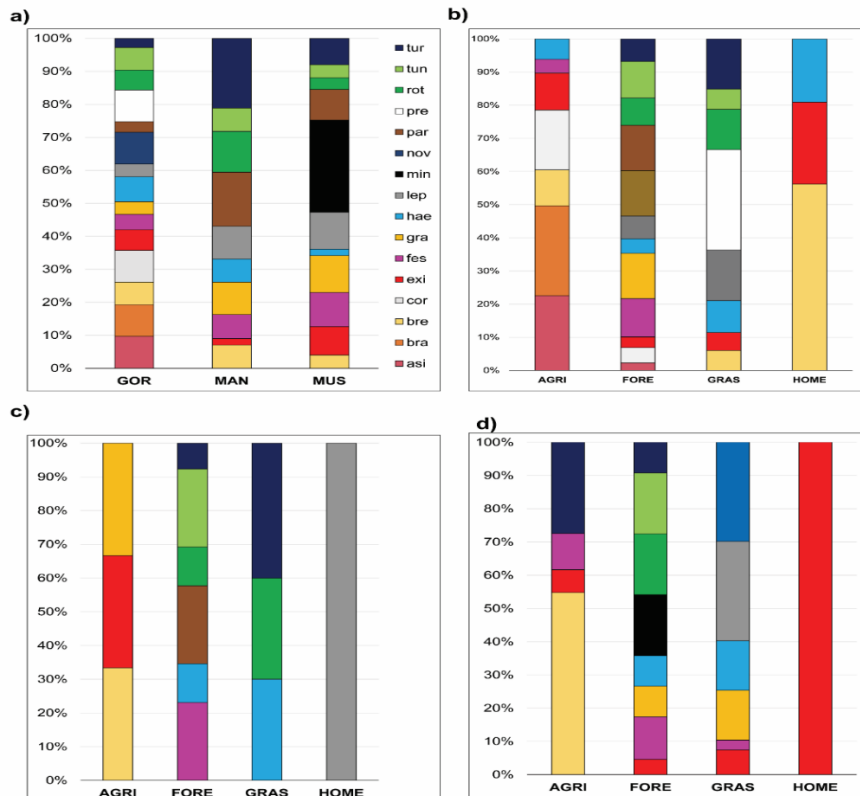 a)
100%
90%
80%
70%
60%
50%
40%
30%
20%
10%
0%
GOR MAN MUS
tur
tun
rot
pre
par
nov
min
lep
hae
gra
fes
exi
cor
bre
bra
asi
b)
100%
90%
80%
70%
60%
50%
40%
30%
20%
10%
0%
AGRI FORE GRAS HOME
c)
100%
90%
80%
70%
60%
50%
40%
30%
20%
10%
0%
AGRI FORE GRAS HOME
d)
100%
90%
80%
70%
60%
50%
40%
30%
20%
10%
0%
AGRI FORE GRAS HOME